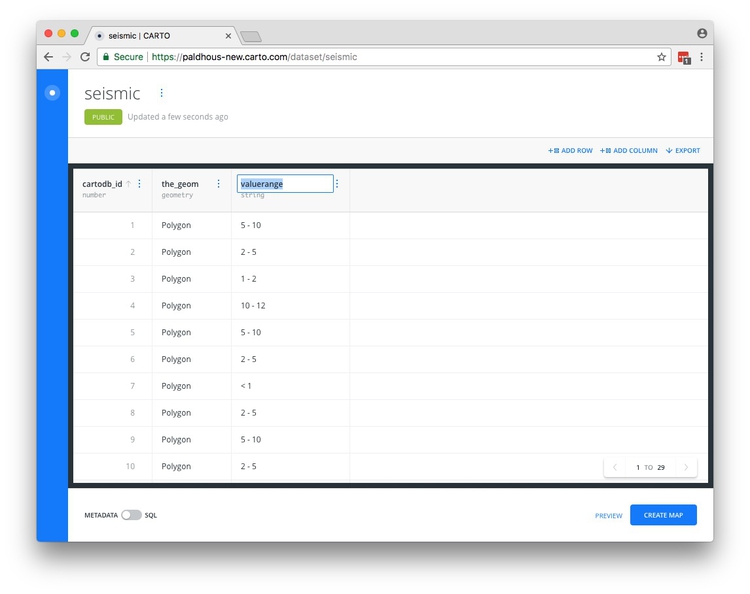 seismic | CARTO
Secure | https://paldhous-new.carto.com/dataset/seismic
1
seismic
PUBLIC Updated a few seconds ago
ADD ROW ADD COLUMN EXPORT
cartodb_id the_geom valuerange
number geometry string
1 Polygon 5 - 10
2 Polygon 2 - 5
3 Polygon 1 - 2
4 Polygon 10 - 12
5 Polygon 5 - 10
6 Polygon 2 - 5
7 Polygon < 1
8 Polygon 2 - 5
9 Polygon 5 - 10
10 Polygon 2 - 5
1 TO 29
METADATA SQL PREVIEW CREATE MAP